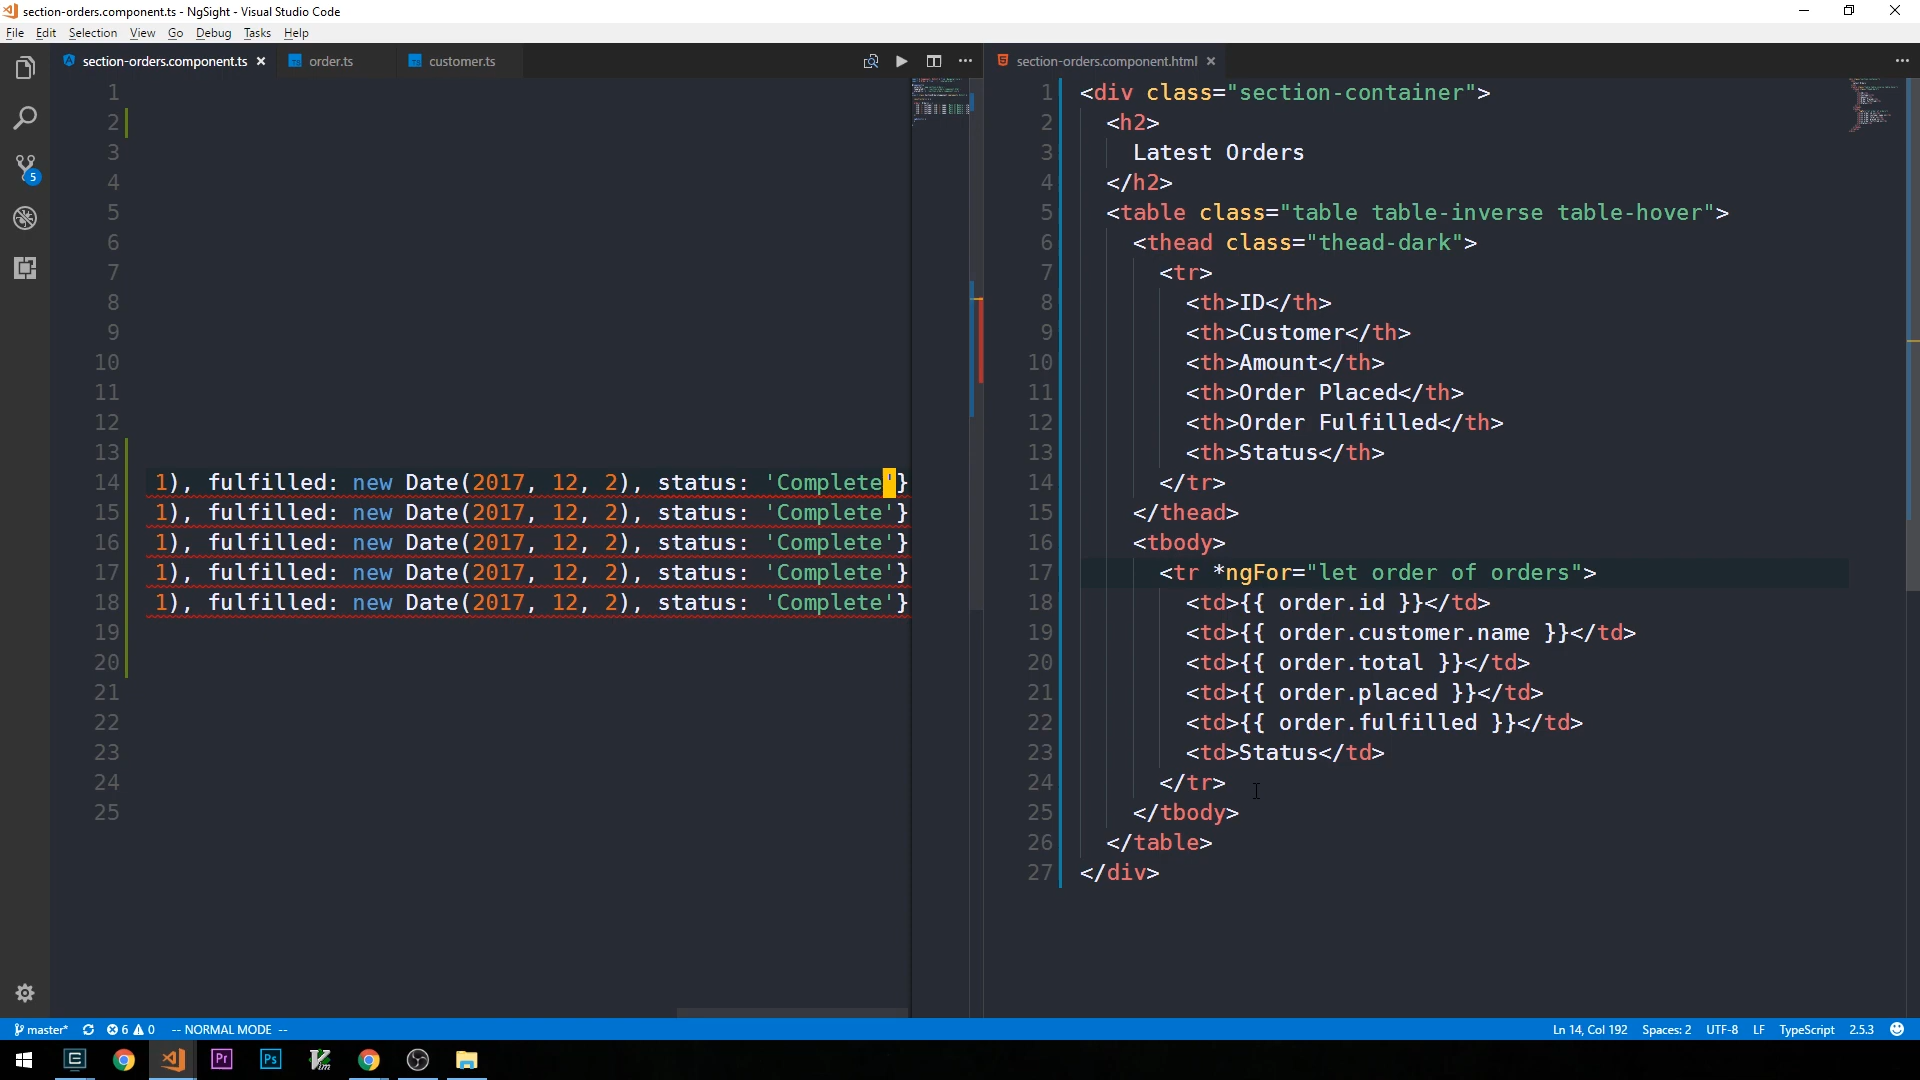 section-orders.component.ts - NgSight - Visual Studio Code
File Edit Selection View Go Debug Tasks Help
section-orders.component.ts order.ts customer.ts
section-orders.component.html
1
2
3
4
5
6
7
8
9
10
11
12
13
14 1), fulfilled: new Date(2017, 12, 2), status: 'Complete'}
15 1), fulfilled: new Date(2017, 12, 2), status: 'Complete'}
16 1), fulfilled: new Date(2017, 12, 2), status: 'Complete'}
17 1), fulfilled: new Date(2017, 12, 2), status: 'Complete'}
18 1), fulfilled: new Date(2017, 12, 2), status: 'Complete'}
19
20
21
22
23
24
25
1 <div class="section-container">
2 <h2>
3 Latest Orders
4 </h2>
5 <table class="table table-inverse table-hover">
6 <thead class="thead-dark">
7 <tr>
8 <th>ID</th>
9 <th>Customer</th>
10 <th>Amount</th>
11 <th>Order Placed</th>
12 <th>Order Fulfilled</th>
13 <th>Status</th>
14 </tr>
15 </thead>
16 <tbody>
17 <tr *ngFor="let order of orders">
18 <td>{{ order.id }}</td>
19 <td>{{ order.customer.name }}</td>
20 <td>{{ order.total }}</td>
21 <td>{{ order.placed }}</td>
22 <td>{{ order.fulfilled }}</td>
23 <td>Status</td>
24 </tr>
25 </tbody>
26 </table>
27 </div>
5
master* 6 0 -- NORMAL MODE --
Ln 14, Col 192 Spaces: 2 UTF-8 LF TypeScript 2.5.3
Pr Ps Vim